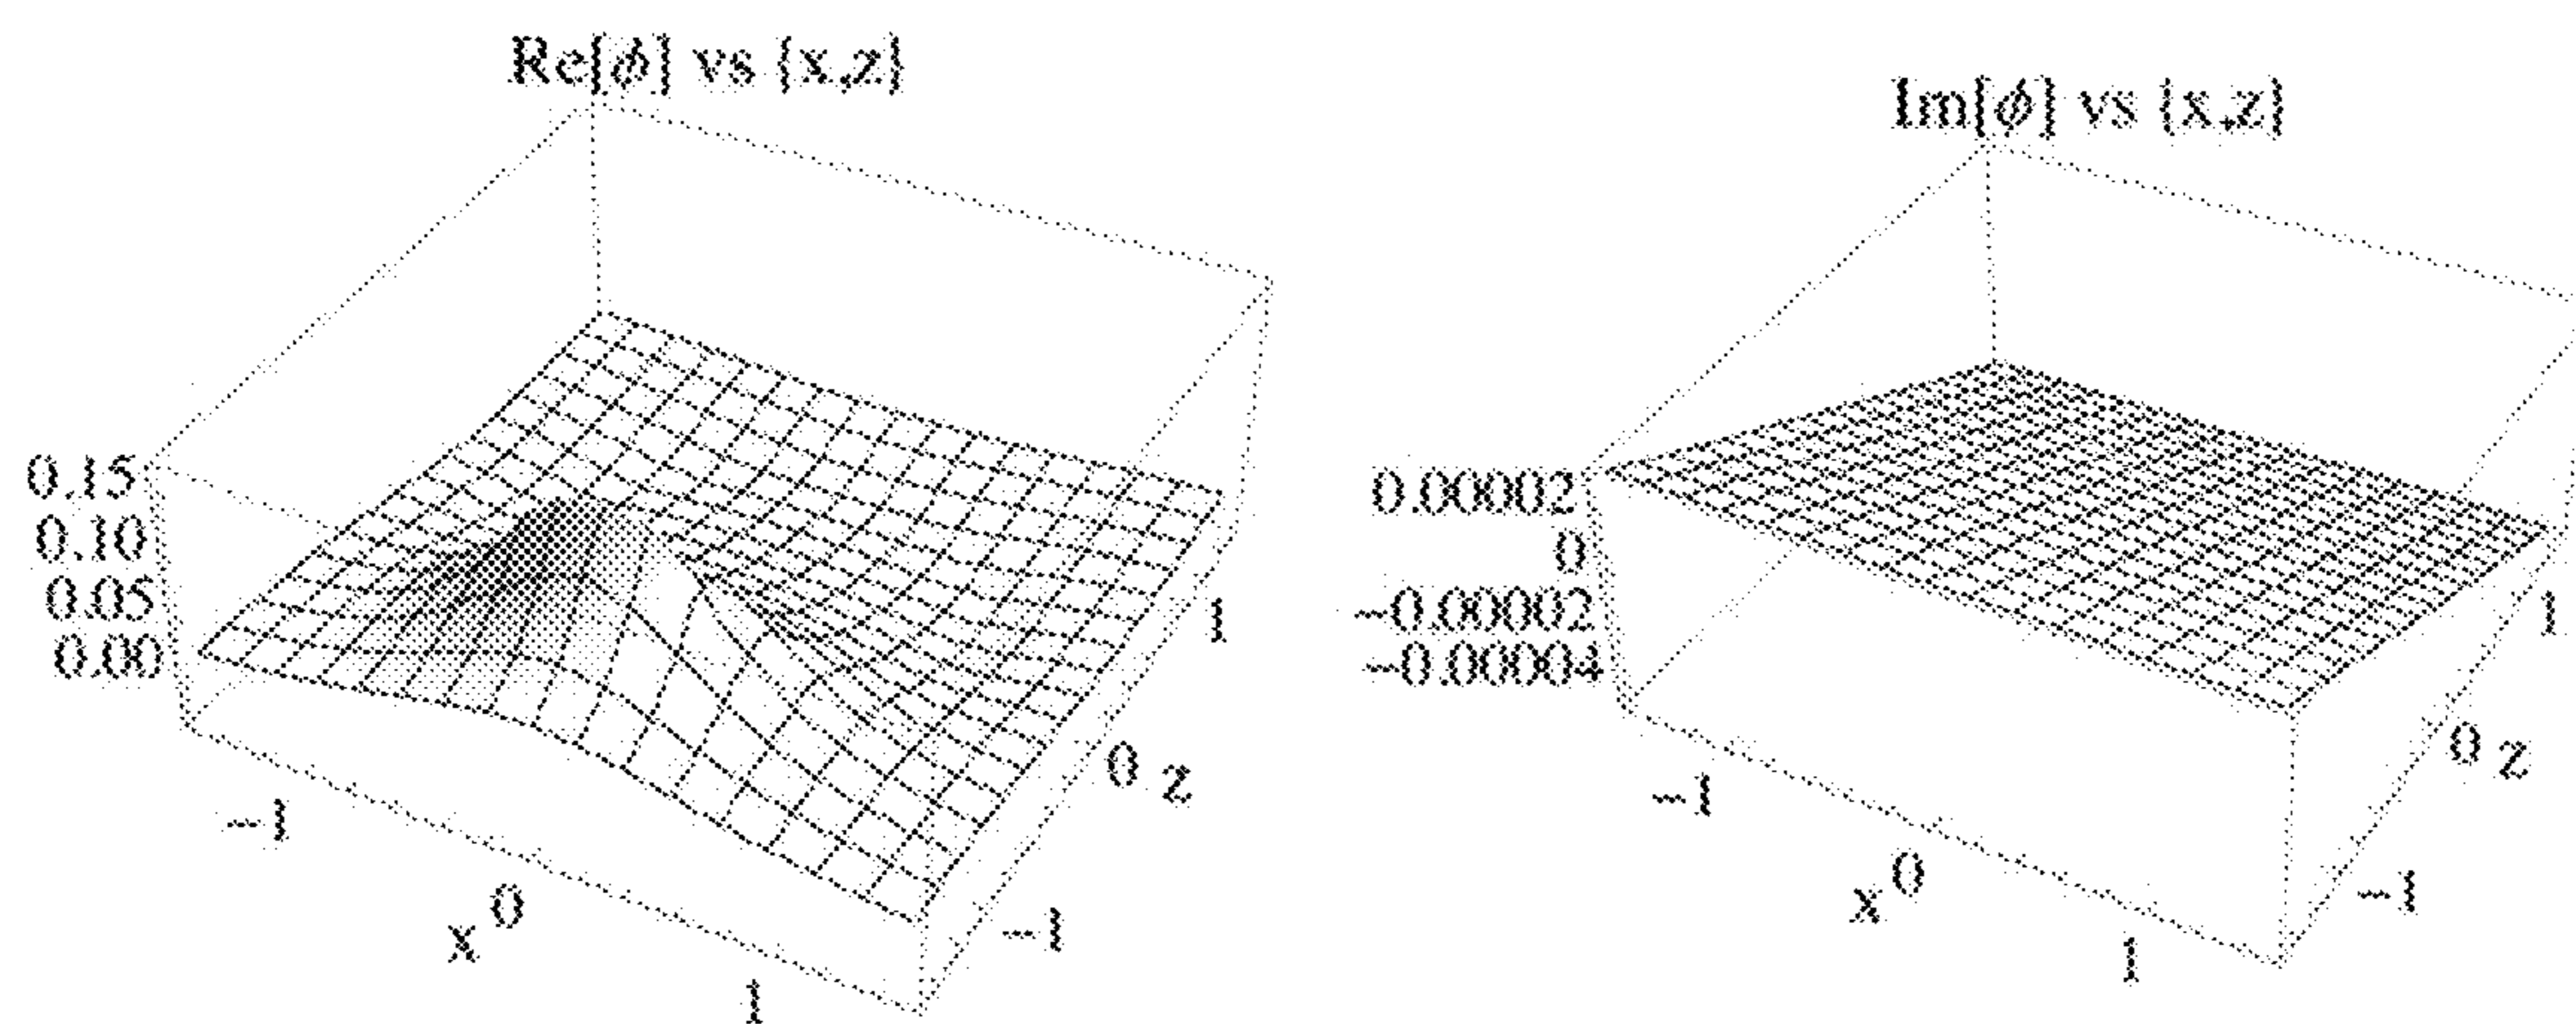 Re[ϕ] vs {x,z}
0.15
0.10
0.05
0.00
-1
x 0
1
-1
0 z
1
Im[ϕ] vs {x,z}
0.00002
0
-0.00002
-0.00004
-1
x 0
1
-1
0 z
1